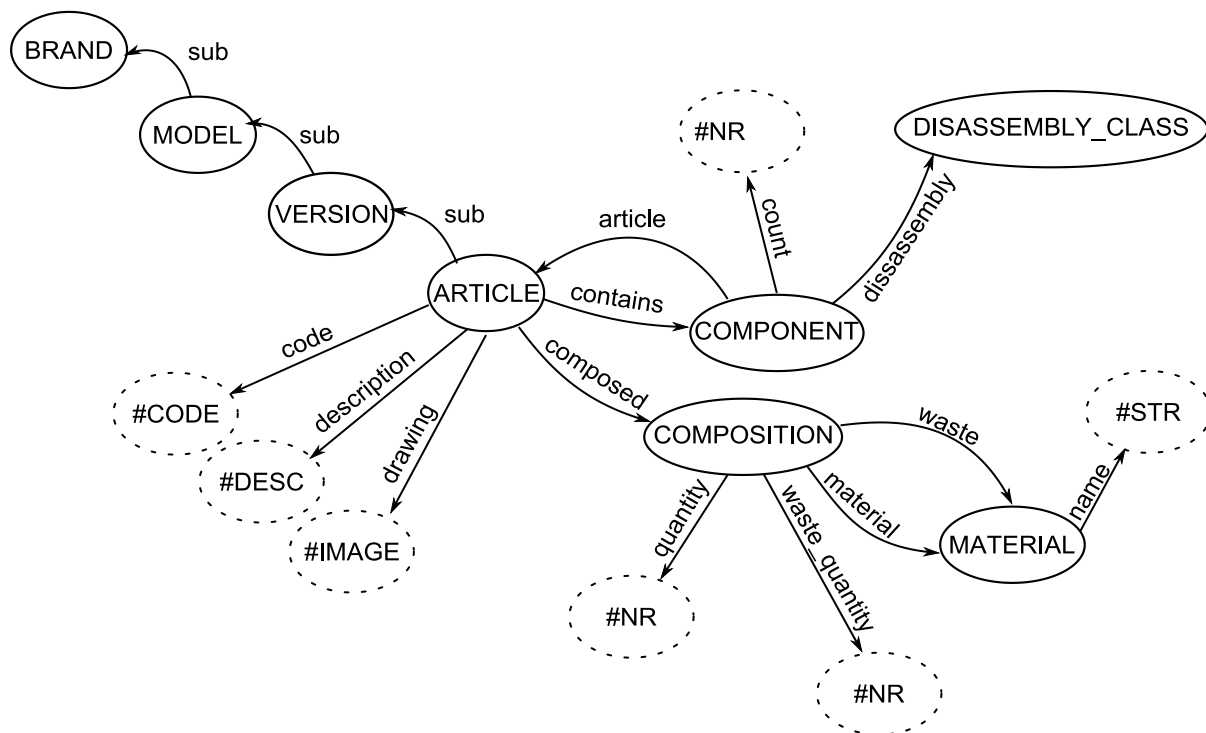 BRAND
sub
MODEL
sub
VERSION
sub
#NR
DISASSEMBLY_CLASS
article
count
dissassembly
ARTICLE
contains
COMPONENT
code
description
drawing
composed
#CODE
#DESC
#IMAGE
COMPOSITION
waste
#STR
quantity
waste_quantity
material
name
MATERIAL
#NR
#NR